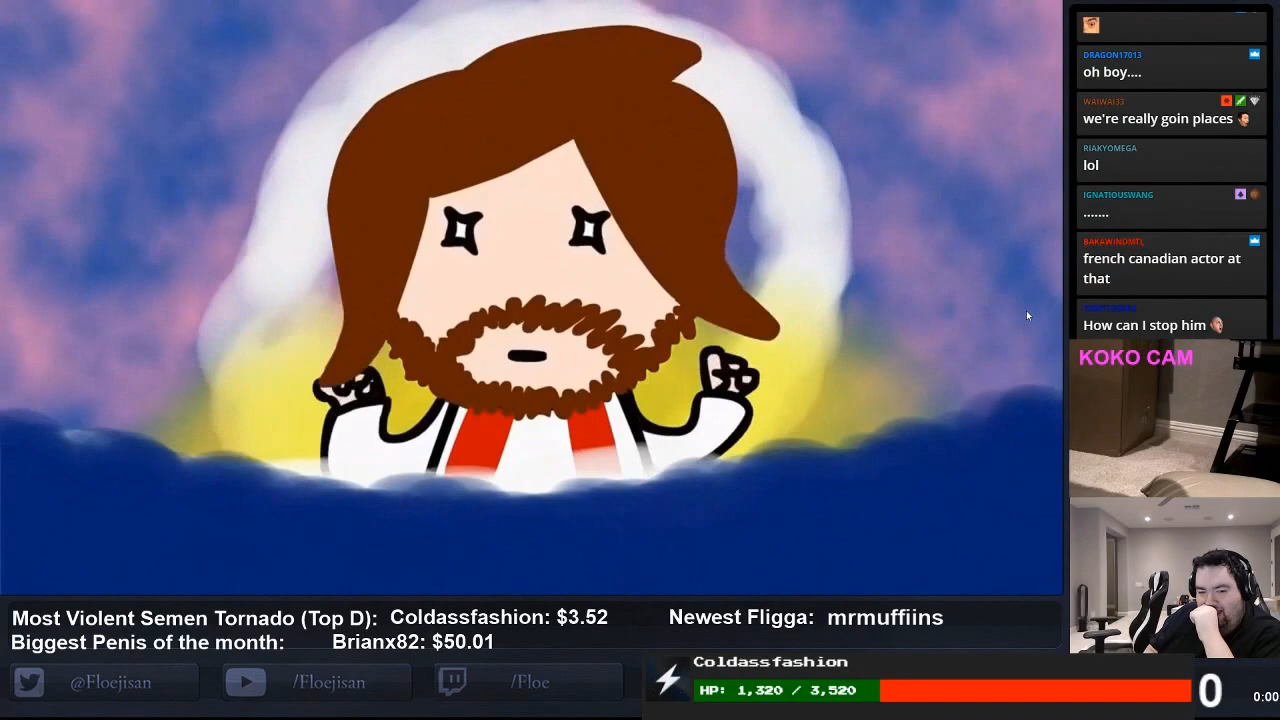 DRAGON17013
oh boy....
WAIWAI33
we're really goin places
RIAKYOMEGA
lol
IGNATIOUSWANG
.......
BAKAWINDMTI,
french canadian actor at
that
How can I stop him
KOKO CAM
Most Violent Semen Tornado (Top D): Coldassfashion: $3.52 Newest Fligga: mrmuffiins
Biggest Penis of the month: Brianx82: $50.01
@Floejisan /Floejisan /Floe
Coldassfashion
HP: 1,320 / 3,520 0 0:00